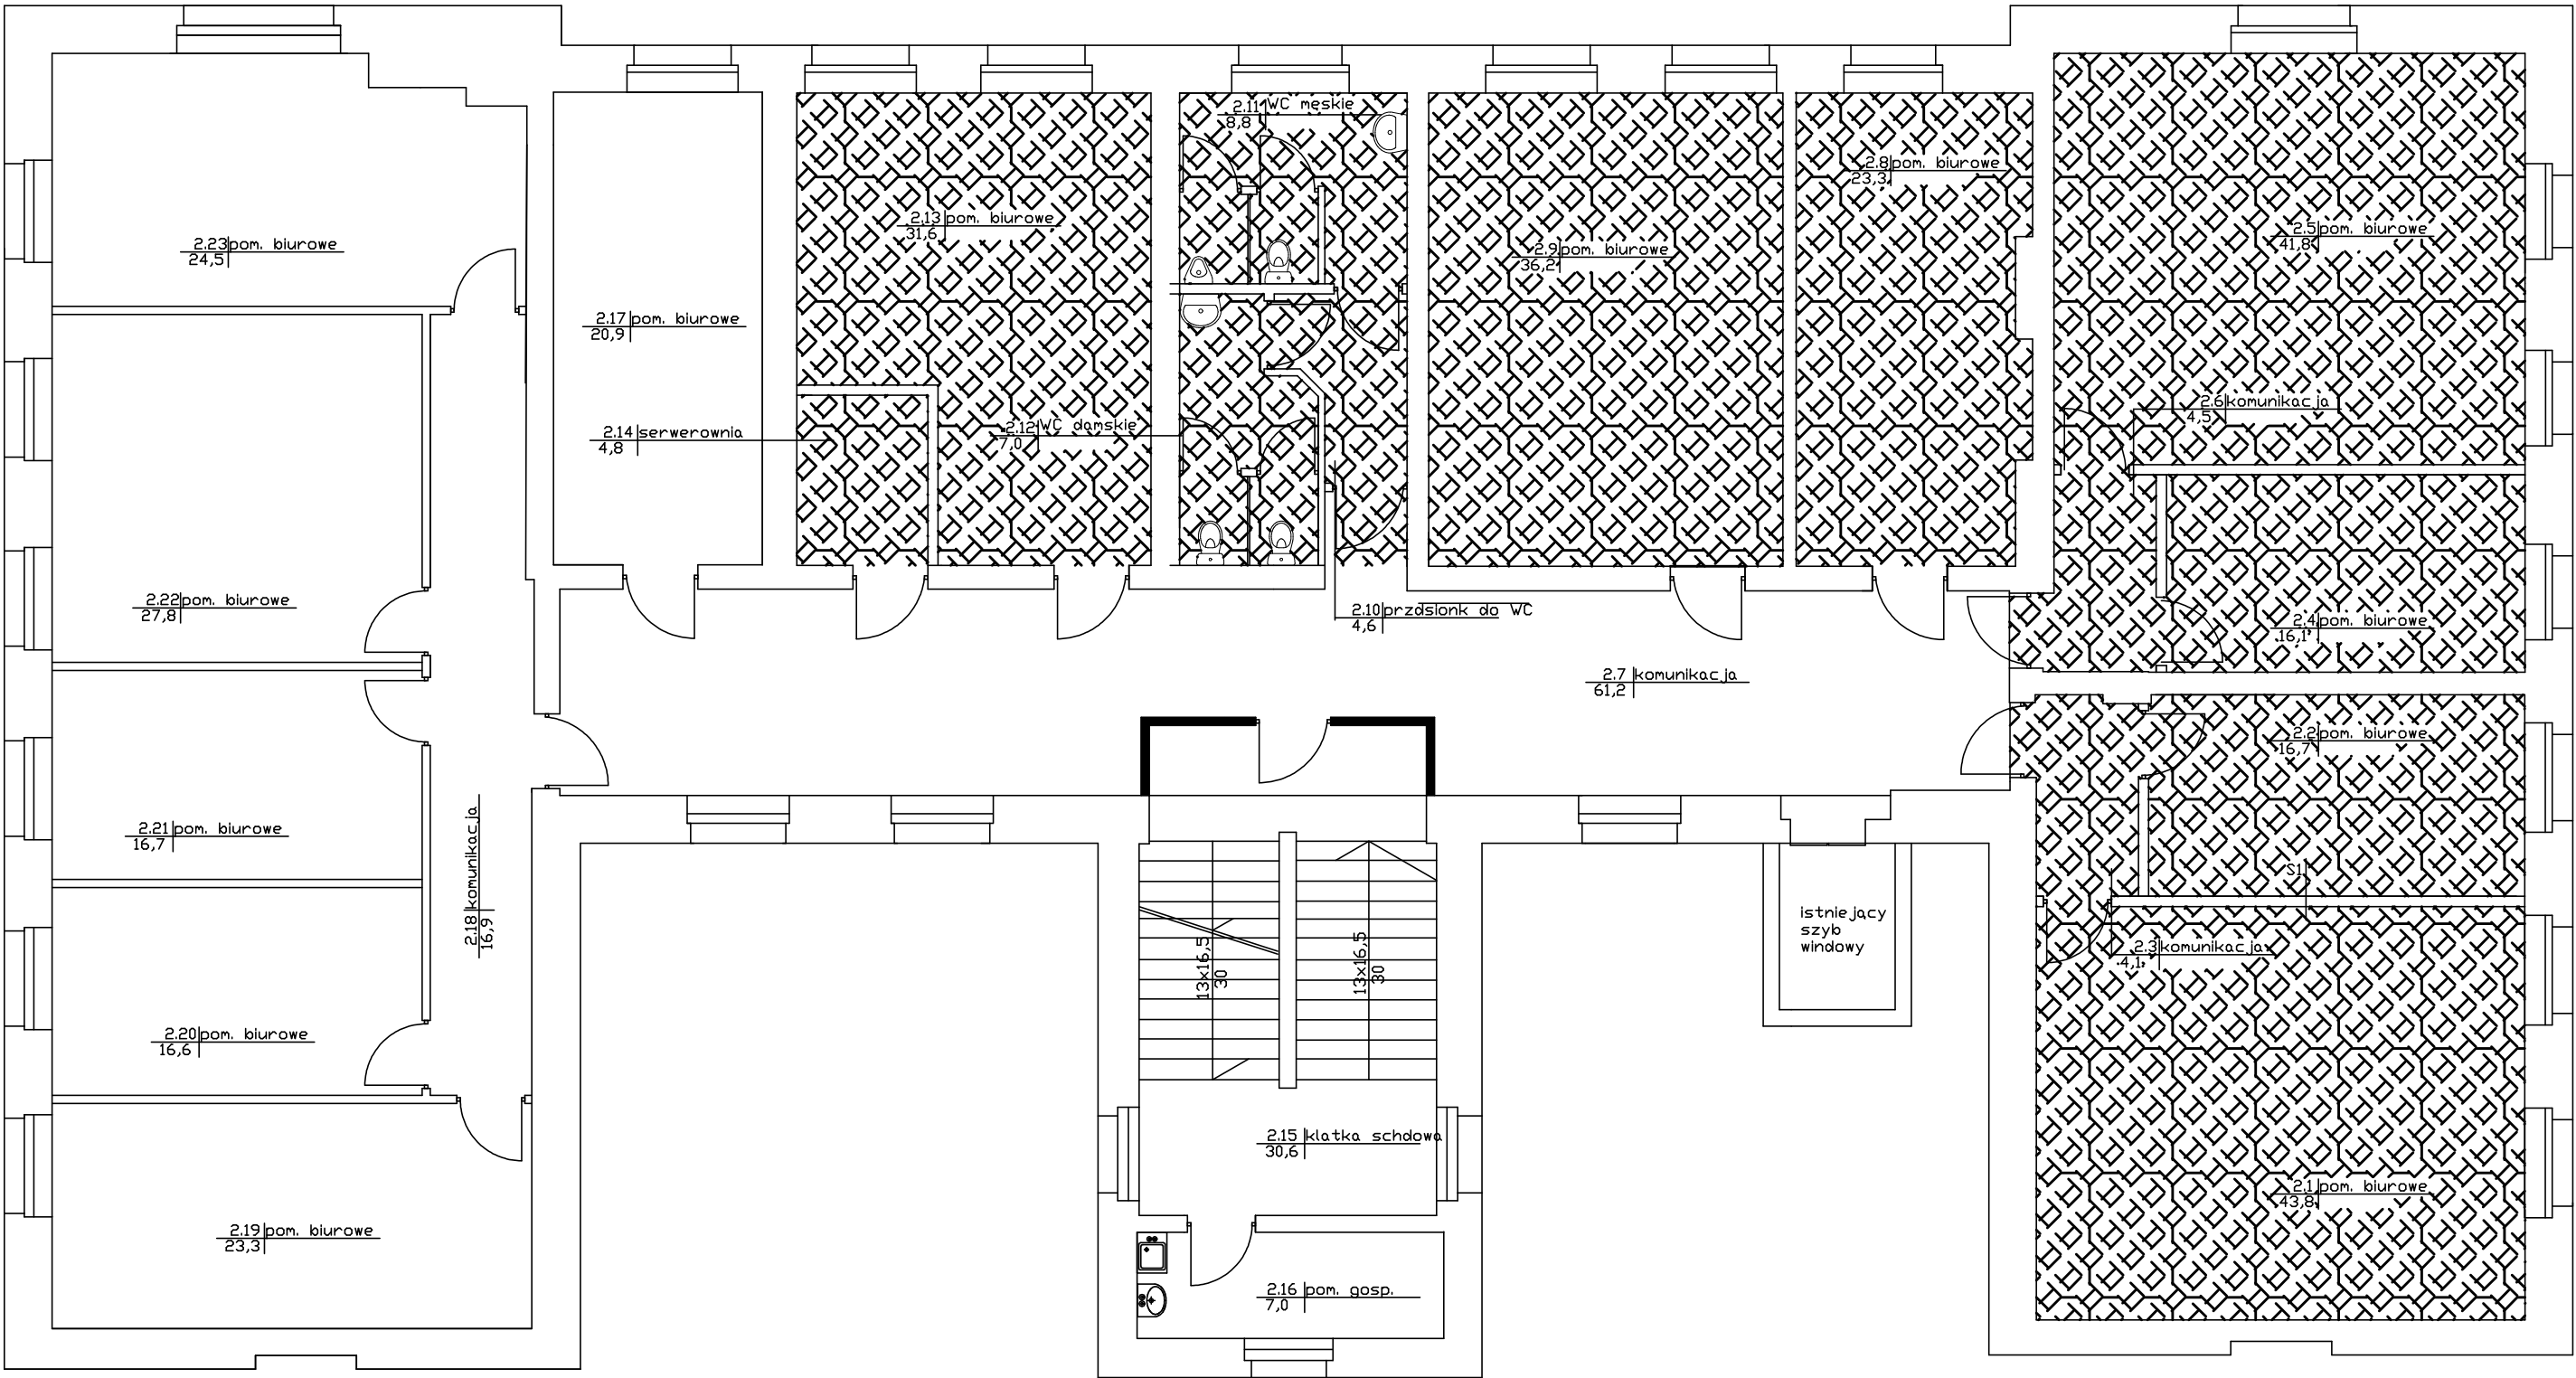 2.11 WC męskie
8,8
2.8 pom. biurowe
23,3
2.13 pom. biurowe
31,6
2.5 pom. biurowe
41,8
2.23 pom. biurowe
24,5
2.9 pom. biurowe
36,2
2.17 pom. biurowe
20,9
2.6 komunikacja
4,5
2.12 WC damskie
7,0
2.14 serwerownia
4,8
2.22 pom. biurowe
27,8
2.10 przdsionk do WC
4,6
2.4 pom. biurowe
16,1
2.7 komunikacja
61,2
2.2 pom. biurowe
16,7
2.21 pom. biurowe
16,7
2.18 komunikacja
16,9
S1
istniejący
szyb
windowy
2.3 komunikacja
4,1
13x16,5
30
13x16,5
30
2.20 pom. biurowe
16,6
2.15 klatka schdowa
30,6
2.1 pom. biurowe
43,8
2.19 pom. biurowe
23,3
2.16 pom. gosp.
7,0